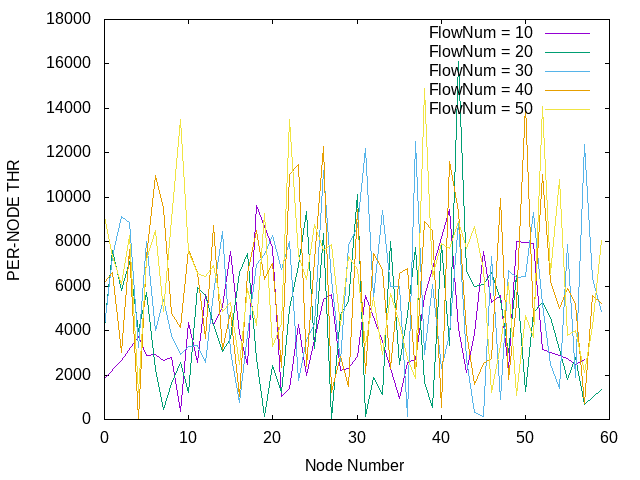 18000
16000
14000
12000
10000
8000
6000
4000
2000
0
PER-NODE THR
FlowNum = 10
FlowNum = 20
FlowNum = 30
FlowNum = 40
FlowNum = 50
0 10 20 30 40 50 60
Node Number